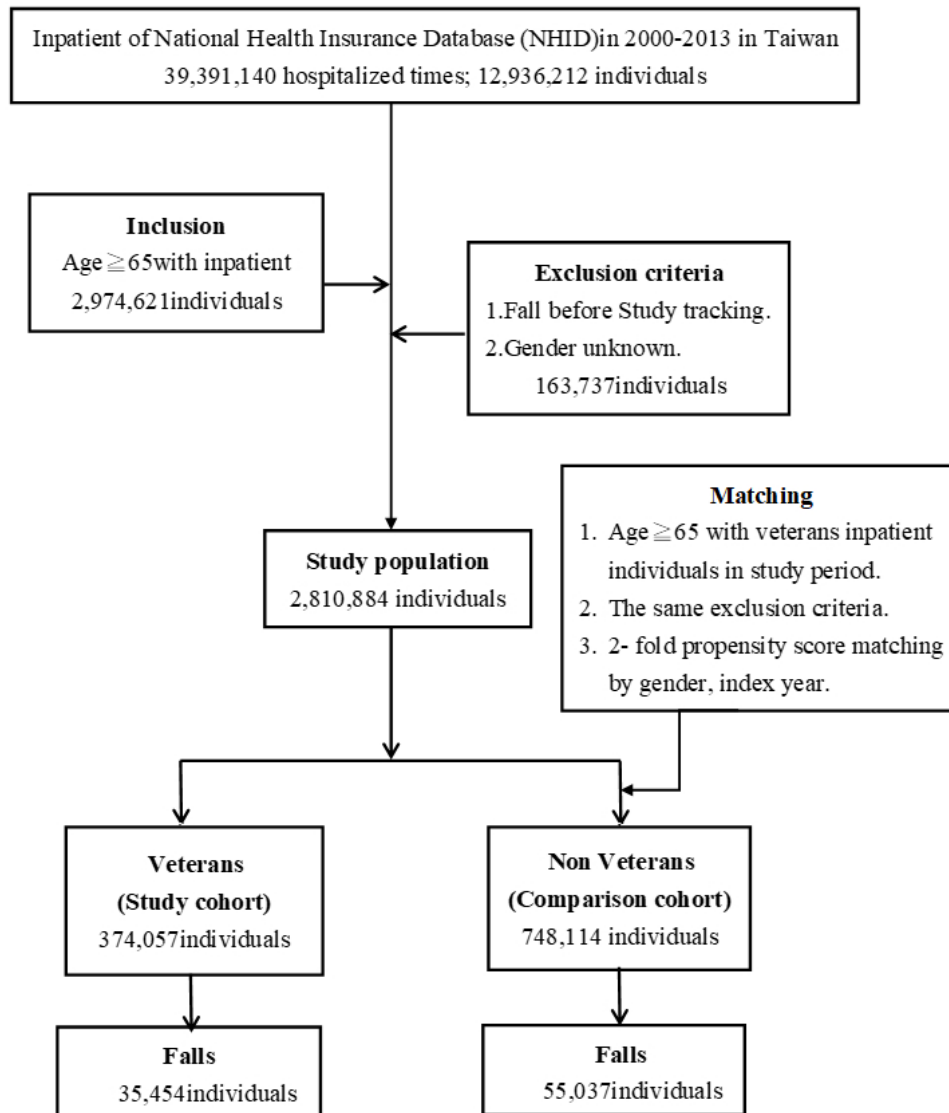 Inpatient of National Health Insurance Database (NHID)in 2000-2013 in Taiwan
39,391,140 hospitalized times; 12,936,212 individuals
Inclusion
Age≧65with inpatient
2,974,621individuals
Exclusion criteria
1.Fall before Study tracking.
2.Gender unknown.
163,737individuals
Matching
1. Age≧65 with veterans inpatient
individuals in study period.
2. The same exclusion criteria.
3. 2- fold propensity score matching
by gender, index year.
Study population
2,810,884 individuals
Veterans
(Study cohort)
374,057individuals
Non Veterans
(Comparison cohort)
748,114 individuals
Falls
35,454individuals
Falls
55,037individuals